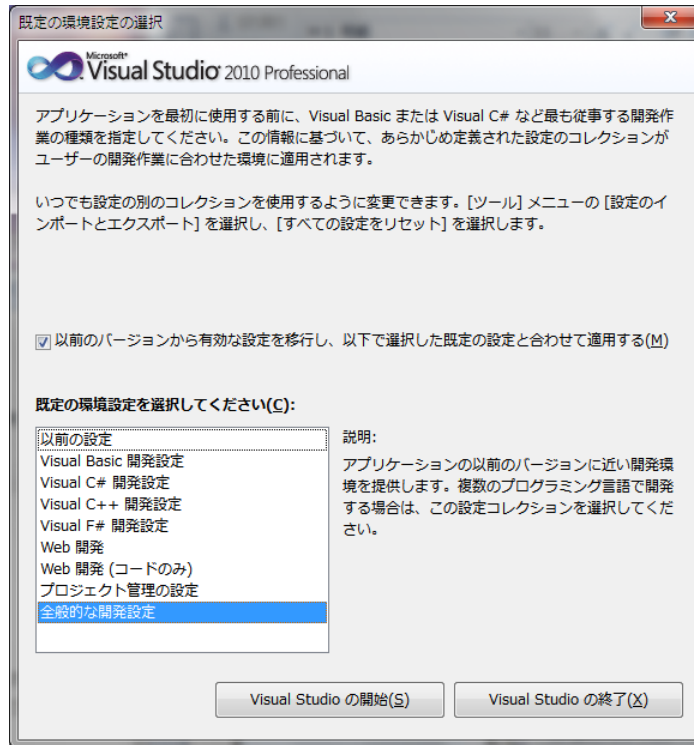 既定の環境設定の選択
Microsoft®
Visual Studio 2010 Professional
アプリケーションを最初に使用する前に、Visual Basic または Visual C# など最も従事する開発作
業の種類を指定してください。この情報に基づいて、あらかじめ定義された設定のコレクションが
ユーザーの開発作業に合わせた環境に適用されます。
いつでも設定の別のコレクションを使用するように変更できます。[ツール] メニューの [設定のイ
ンポートとエクスポート] を選択し、[すべての設定をリセット] を選択します。
以前のバージョンから有効な設定を移行し、以下で選択した既定の設定と合わせて適用する(M)
既定の環境設定を選択してください(C):
以前の設定
Visual Basic 開発設定
Visual C# 開発設定
Visual C++ 開発設定
Visual F# 開発設定
Web 開発
Web 開発 (コードのみ)
プロジェクト管理の設定
全般的な開発設定
説明:
アプリケーションの以前のバージョンに近い開発環
境を提供します。複数のプログラミング言語で開発
する場合は、この設定コレクションを選択してくだ
さい。
Visual Studio の開始(S)
Visual Studio の終了(X)